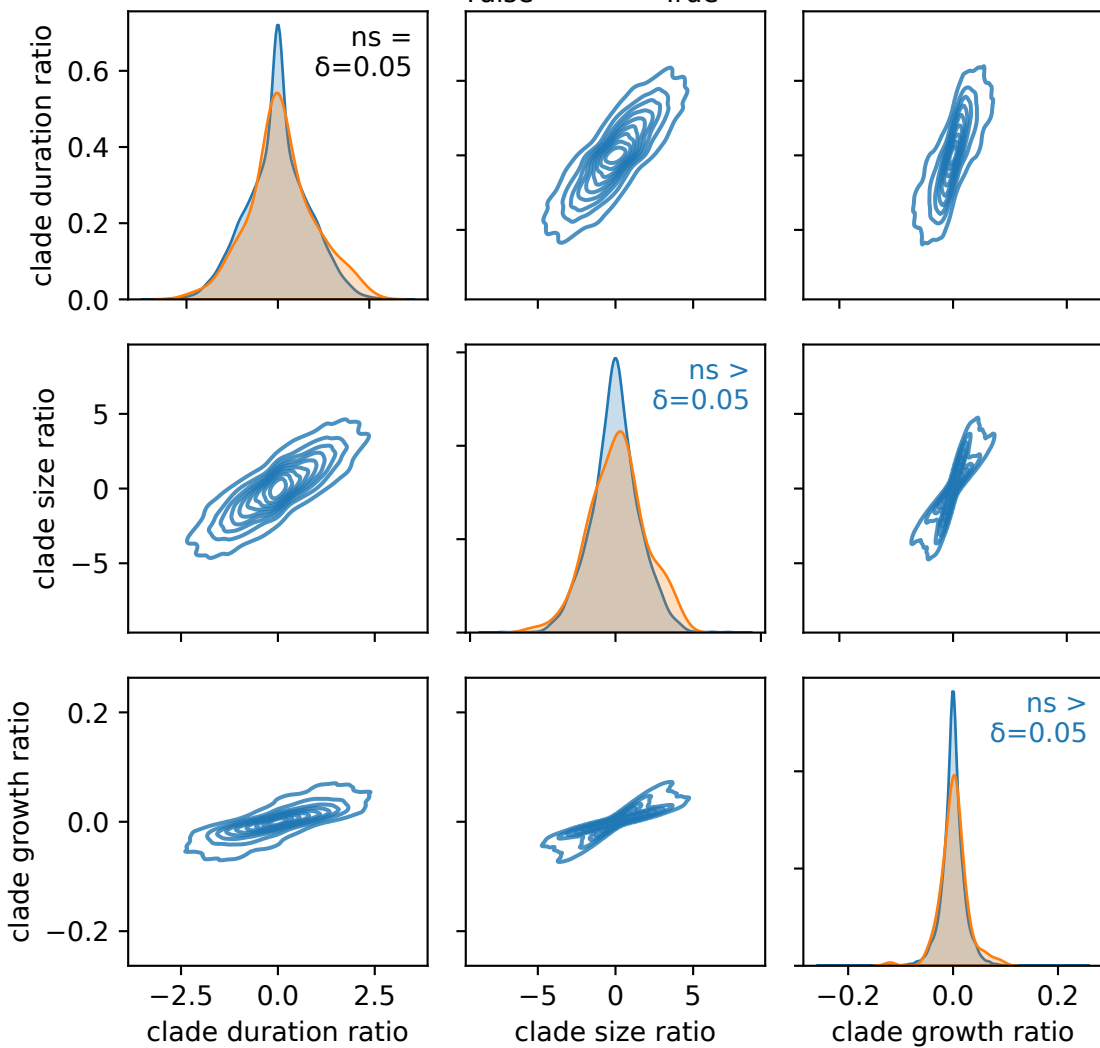 clade duration ratio
0.6
0.4
0.2
0.0
ns =
δ=0.05
clade size ratio
5
0
−5
ns >
δ=0.05
clade growth ratio
0.2
0.0
−0.2
ns >
δ=0.05
−2.5 0.0 2.5
−5 0 5
−0.2 0.0 0.2
clade duration ratio
clade size ratio
clade growth ratio